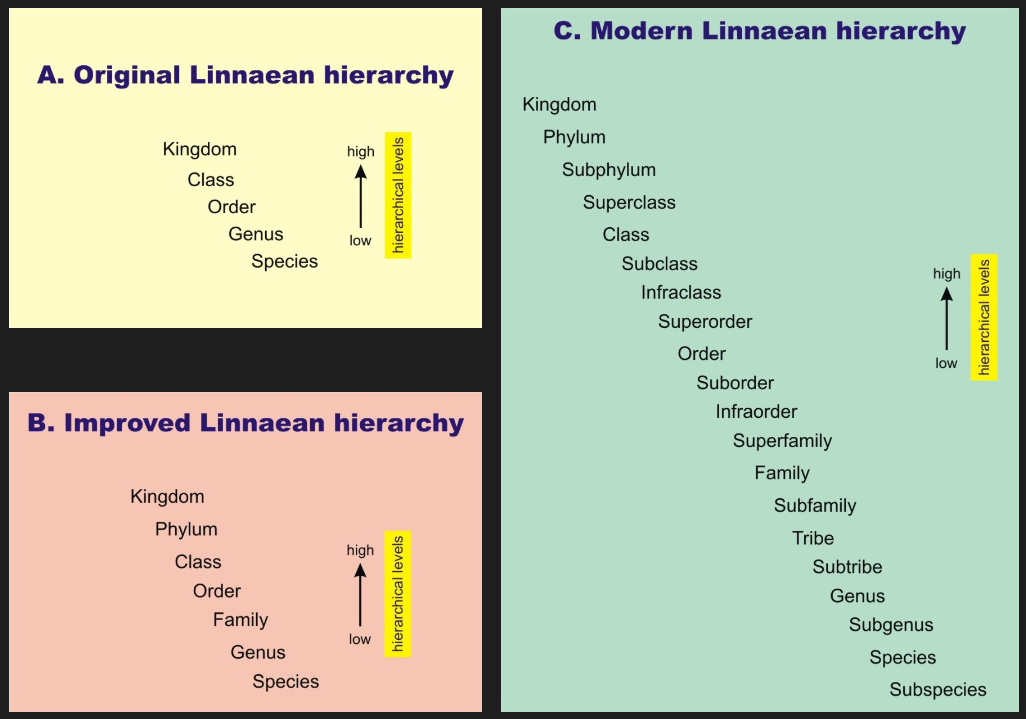 A. Original Linnaean hierarchy
Kingdom
Class
Order
Genus
Species
high
low
hierarchical levels
B. Improved Linnaean hierarchy
Kingdom
Phylum
Class
Order
Family
Genus
Species
high
low
hierarchical levels
C. Modern Linnaean hierarchy
Kingdom
Phylum
Subphylum
Superclass
Class
Subclass
Infraclass
Superorder
Order
Suborder
Infraorder
Superfamily
Family
Subfamily
Tribe
Subtribe
Genus
Subgenus
Species
Subspecies
high
low
hierarchical levels